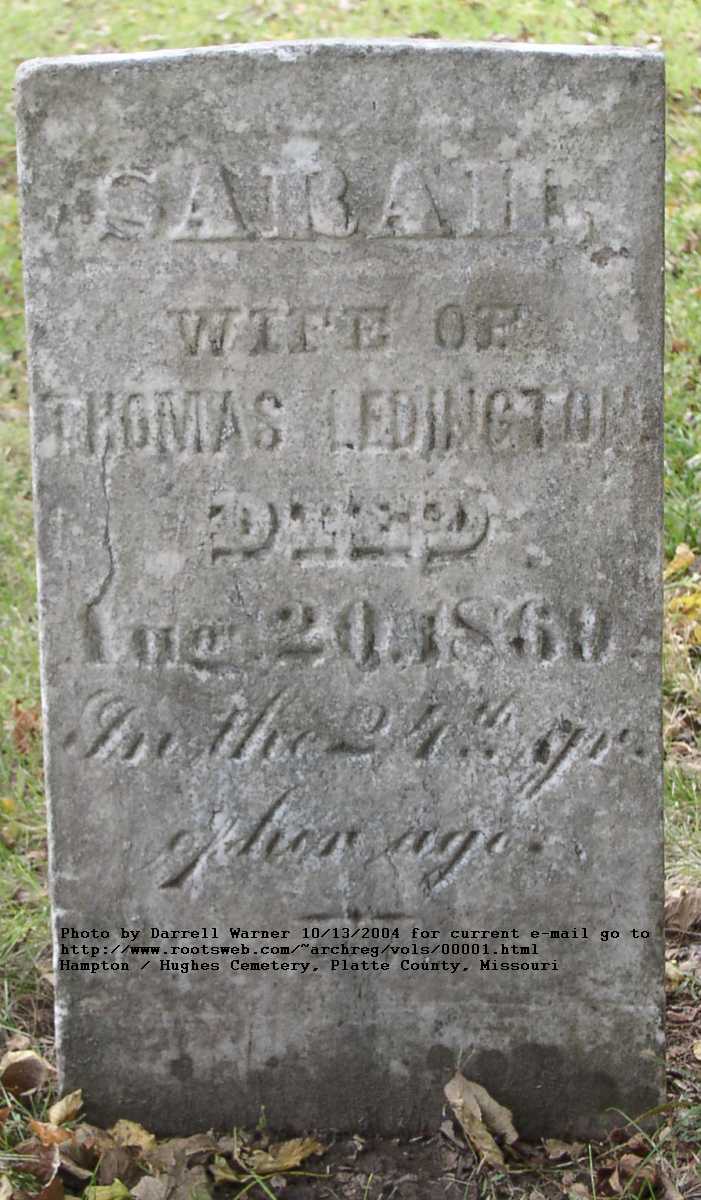 SARAH,
WIFE OF
THOMAS LEDINGTON.
DIED
Aug 20, 1860.
In the 24th yr.
of her age.
Photo by Darrell Warner 10/13/2004 for current e-mail go to
http://www.rootsweb.com/~archreg/vols/00001.html
Hampton / Hughes Cemetery, Platte County, Missouri